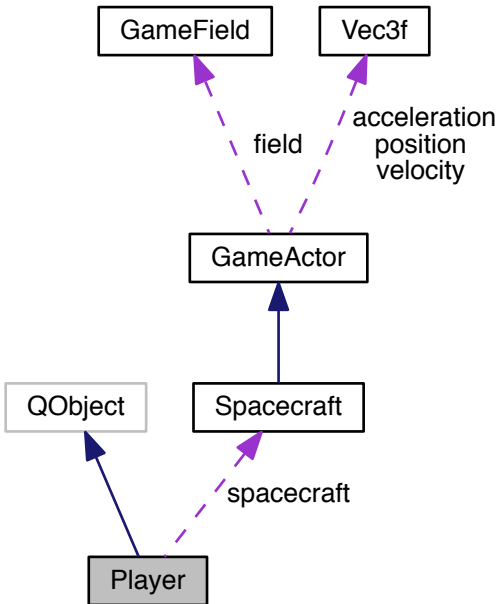 GameField
Vec3f
field
acceleration
position
velocity
GameActor
QObject
Spacecraft
spacecraft
Player